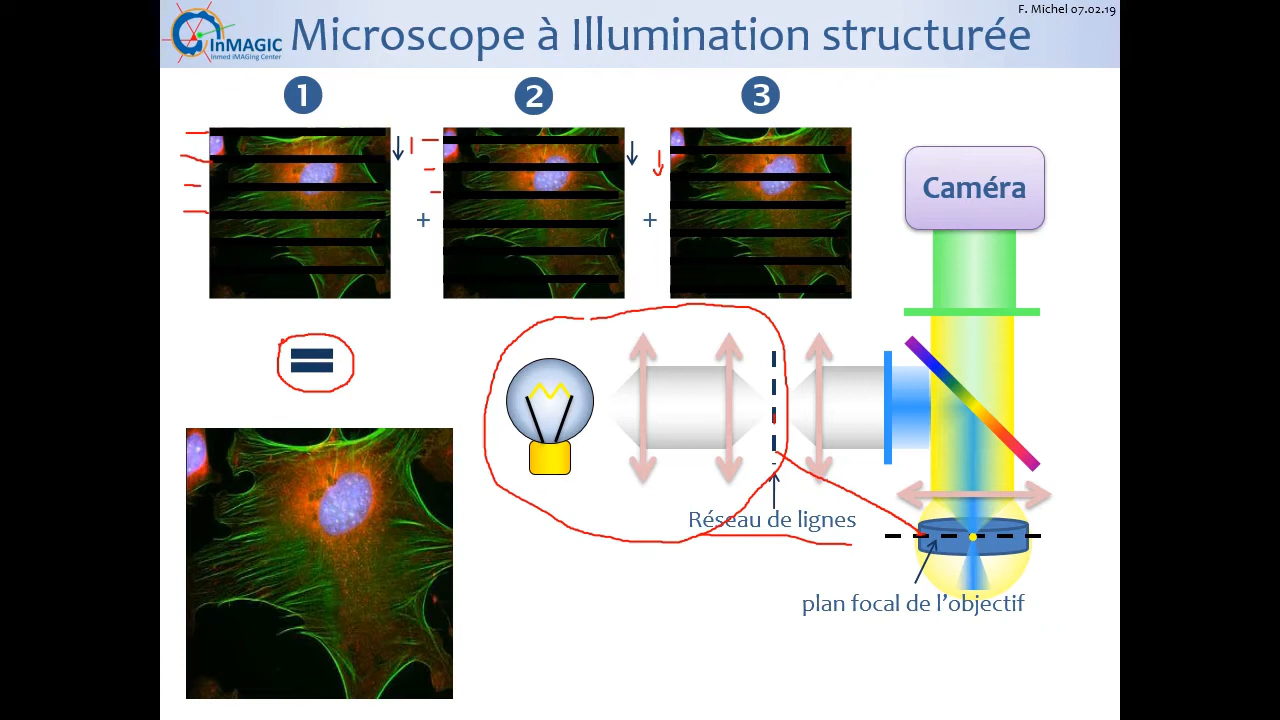 F. Michel 07.02.19
InMAGIC
Inmed iMAGing Center
Microscope à Illumination structurée
1 2 3
+ +
Caméra
=
Réseau de lignes
plan focal de l'objectif